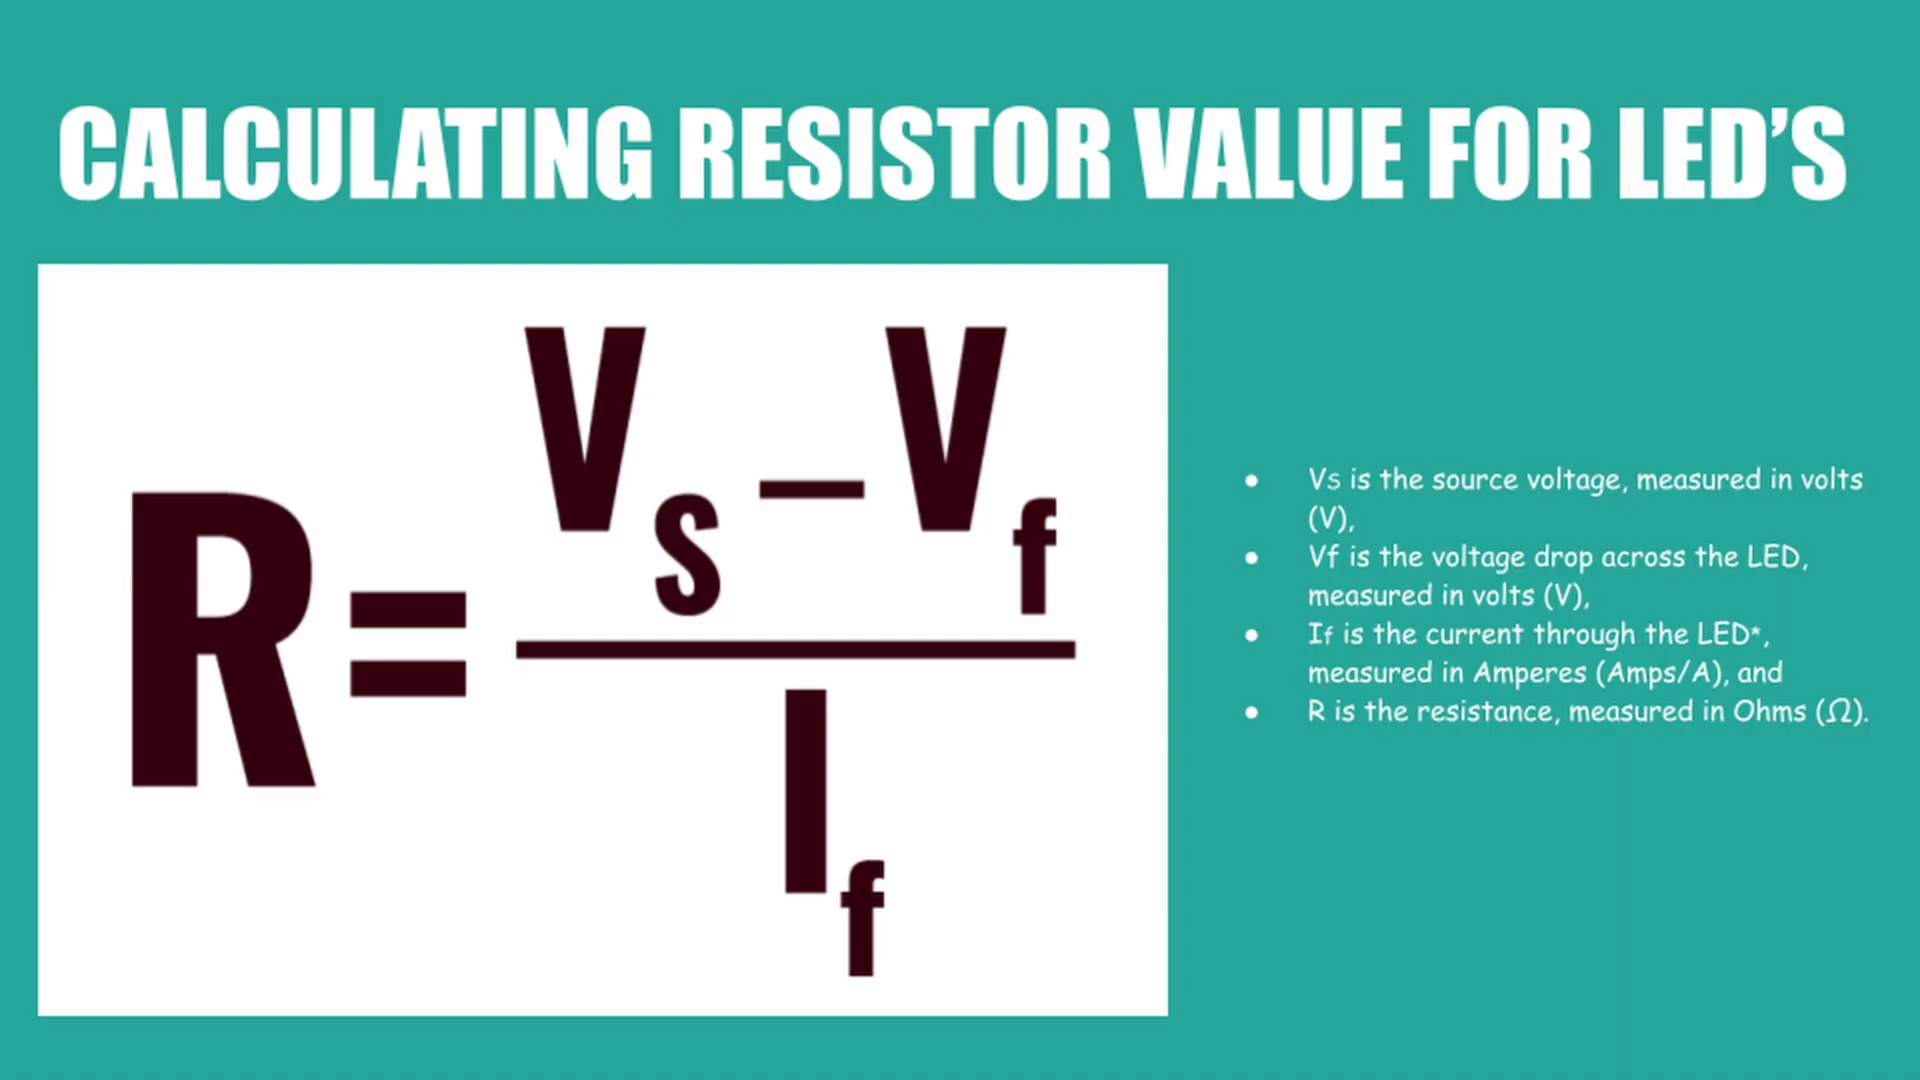 CALCULATING RESISTOR VALUE FOR LED’S
R = Vs – Vf
If
● Vs is the source voltage, measured in volts
(V),
● Vf is the voltage drop across the LED,
measured in volts (V),
● If is the current through the LED*,
measured in Amperes (Amps/A), and
● R is the resistance, measured in Ohms (Ω).